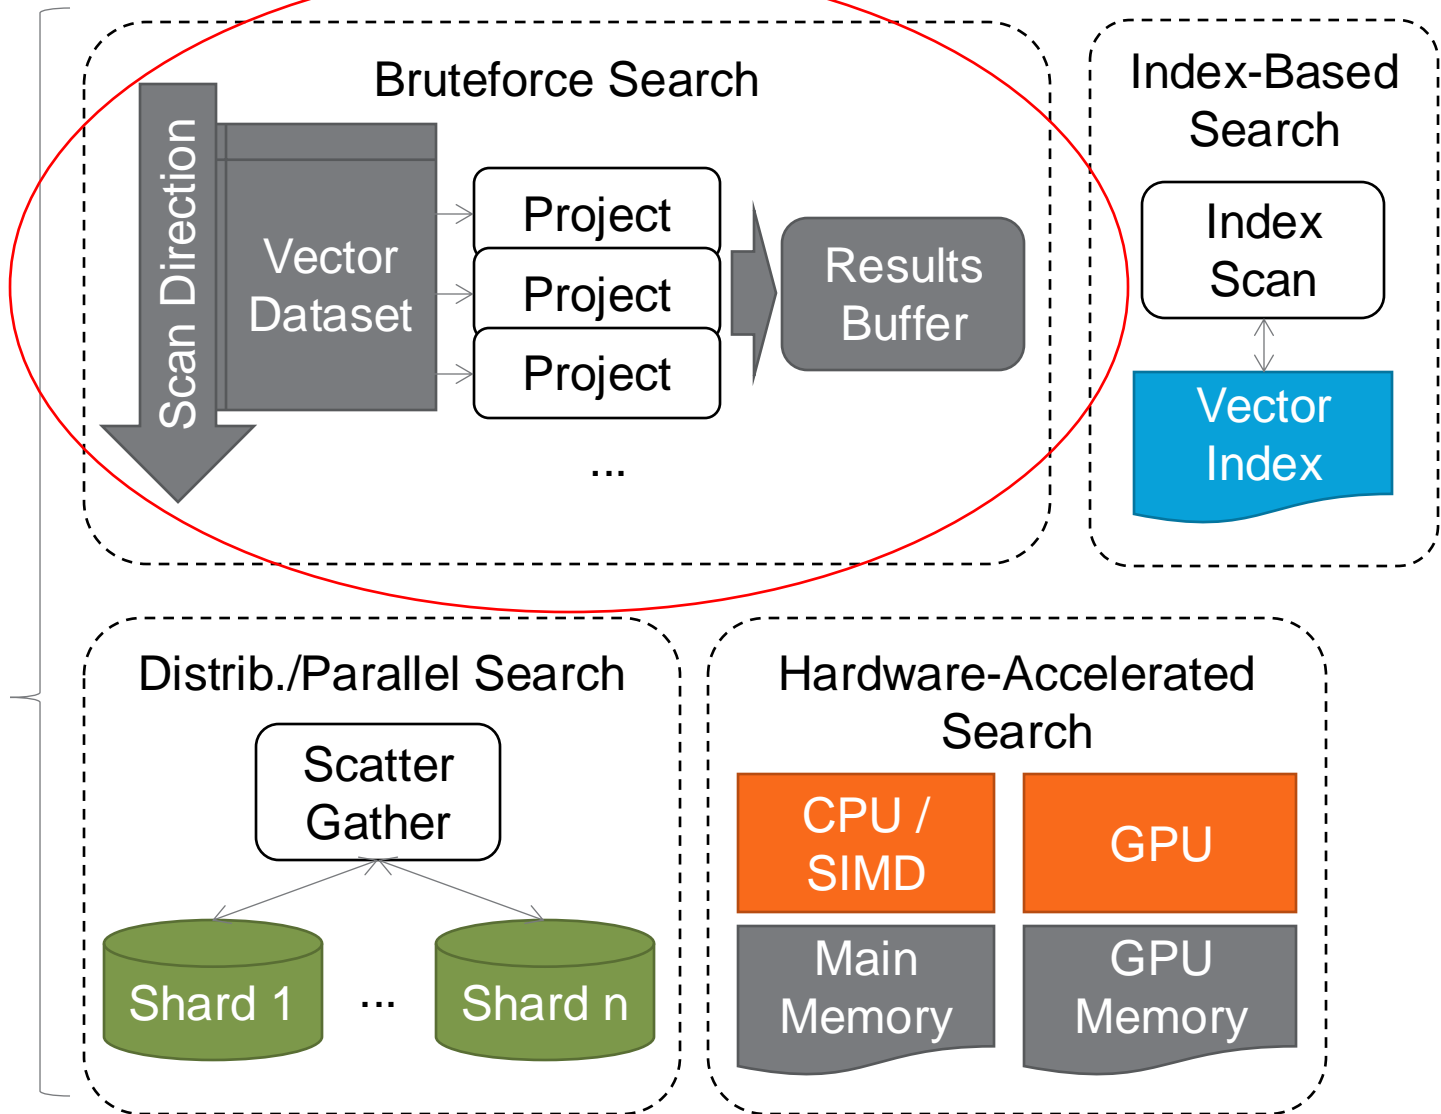 Bruteforce Search
Scan Direction
Vector
Dataset
Project
Project
Project
...
Results
Buffer
Index-Based
Search
Index
Scan
Vector
Index
Distrib./Parallel Search
Scatter
Gather
Shard 1
...
Shard n
Hardware-Accelerated
Search
CPU /
SIMD
GPU
Main
Memory
GPU
Memory